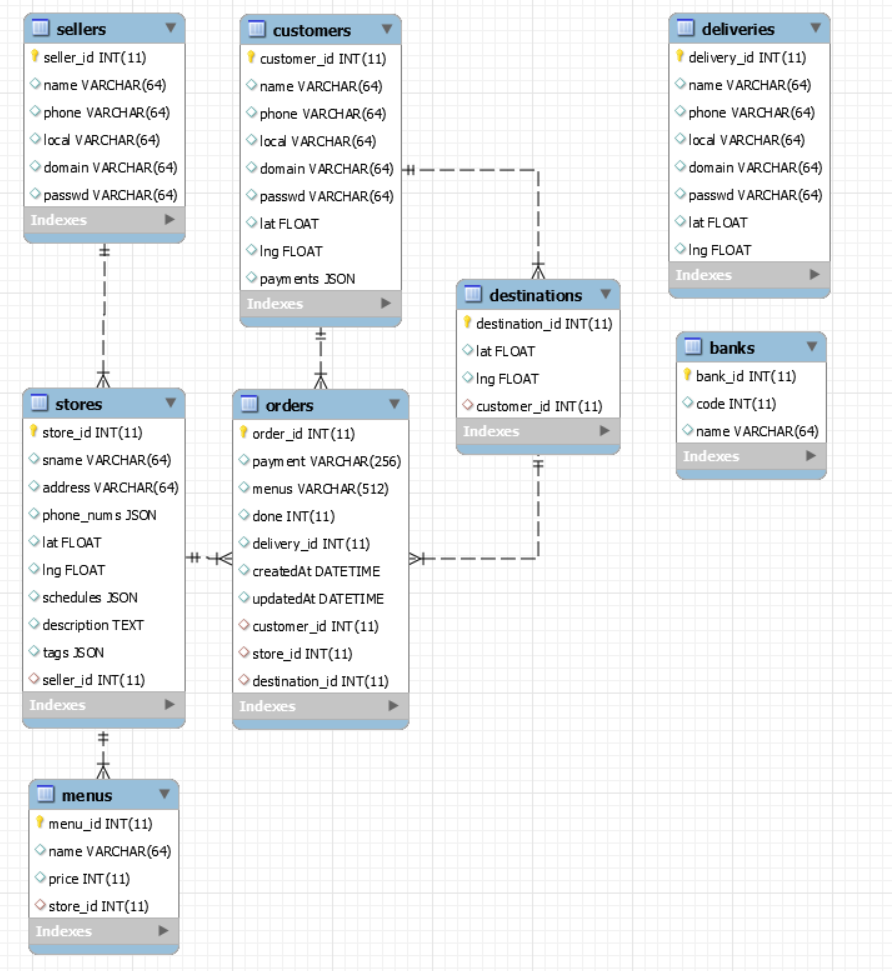 sellers
seller_id INT(11)
name VARCHAR(64)
phone VARCHAR(64)
local VARCHAR(64)
domain VARCHAR(64)
passwd VARCHAR(64)
Indexes
customers
customer_id INT(11)
name VARCHAR(64)
phone VARCHAR(64)
local VARCHAR(64)
domain VARCHAR(64)
passwd VARCHAR(64)
lat FLOAT
lng FLOAT
payments JSON
Indexes
deliveries
delivery_id INT(11)
name VARCHAR(64)
phone VARCHAR(64)
local VARCHAR(64)
domain VARCHAR(64)
passwd VARCHAR(64)
lat FLOAT
lng FLOAT
Indexes
destinations
destination_id INT(11)
lat FLOAT
lng FLOAT
customer_id INT(11)
Indexes
banks
bank_id INT(11)
code INT(11)
name VARCHAR(64)
Indexes
stores
store_id INT(11)
sname VARCHAR(64)
address VARCHAR(64)
phone_nums JSON
lat FLOAT
lng FLOAT
schedules JSON
description TEXT
tags JSON
seller_id INT(11)
Indexes
orders
order_id INT(11)
payment VARCHAR(256)
menus VARCHAR(512)
done INT(11)
delivery_id INT(11)
createdAt DATETIME
updatedAt DATETIME
customer_id INT(11)
store_id INT(11)
destination_id INT(11)
Indexes
menus
menu_id INT(11)
name VARCHAR(64)
price INT(11)
store_id INT(11)
Indexes